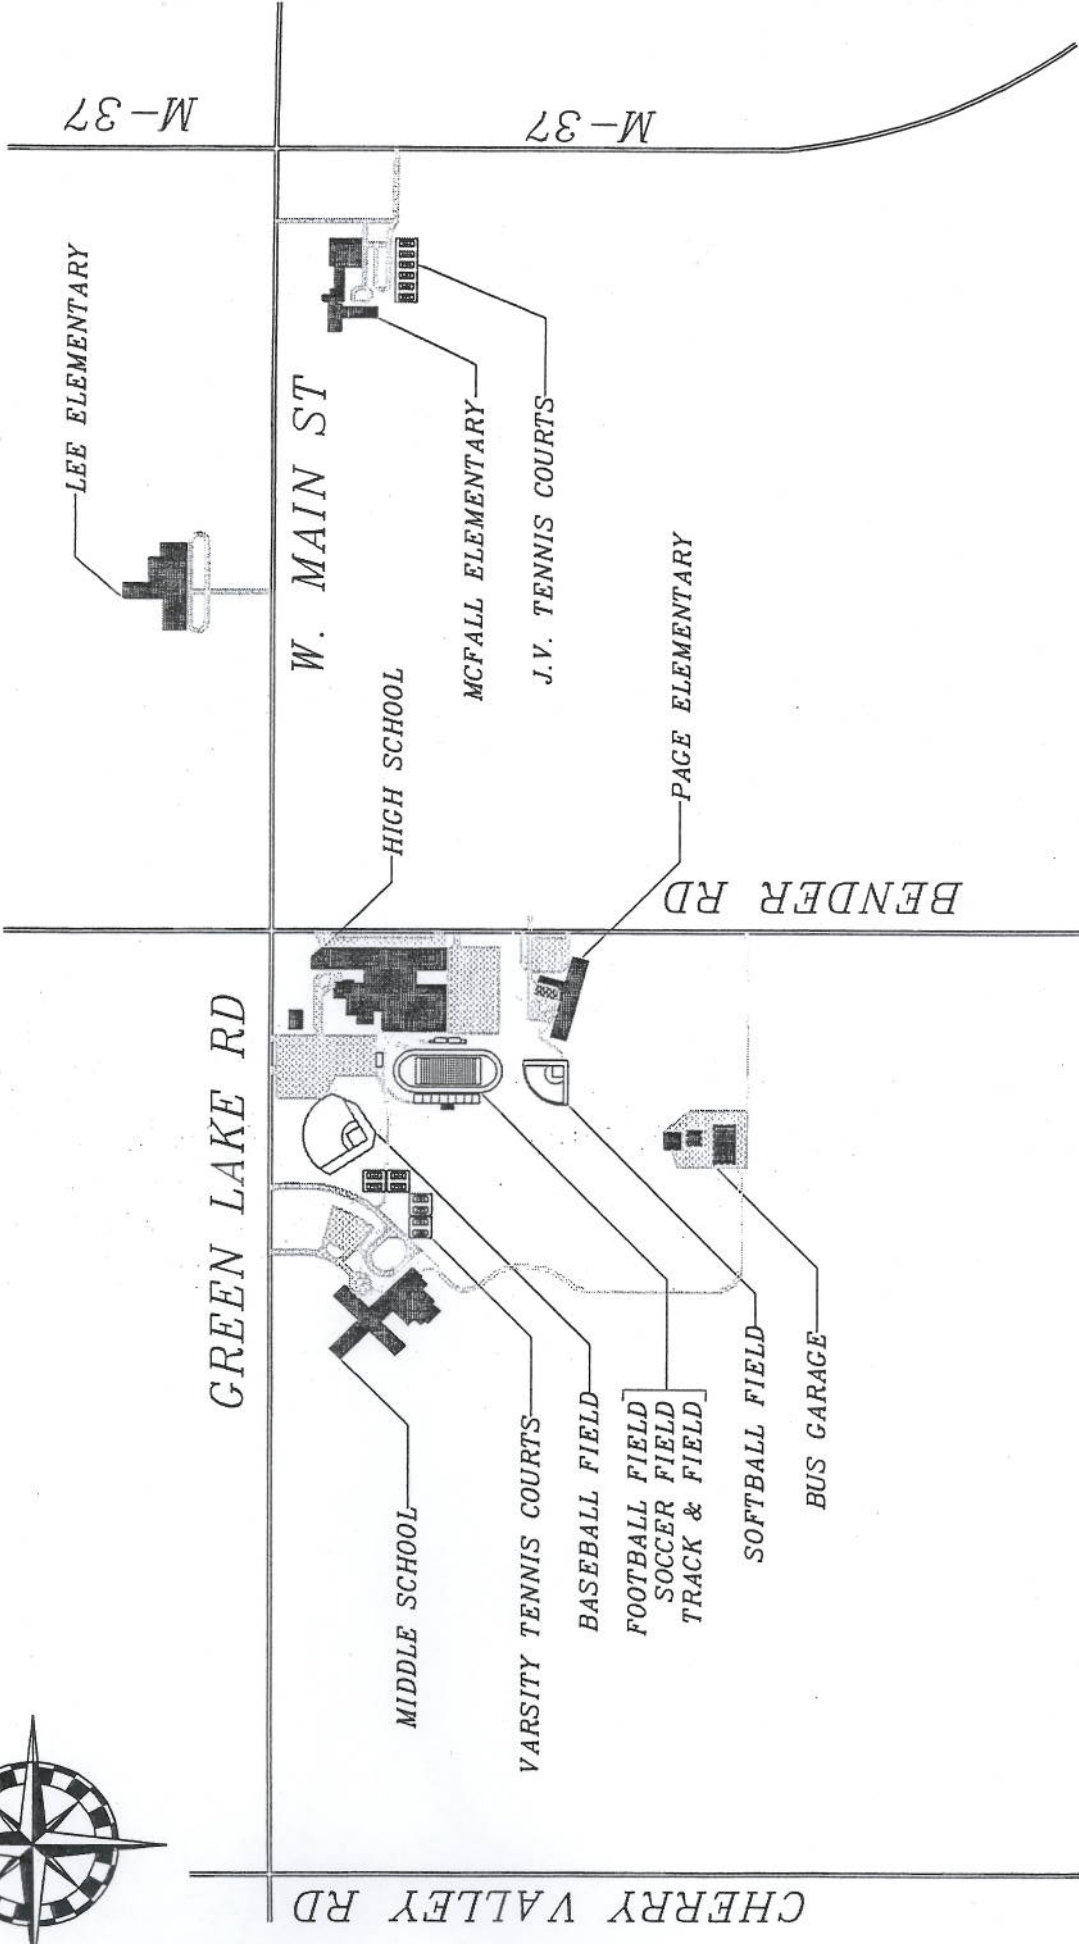 M-37
M-37
LEE ELEMENTARY
W. MAIN ST
MCFALL ELEMENTARY
J.V. TENNIS COURTS
HIGH SCHOOL
PAGE ELEMENTARY
BENDER RD
GREEN LAKE RD
MIDDLE SCHOOL
VARSITY TENNIS COURTS
BASEBALL FIELD
FOOTBALL FIELD
SOCCER FIELD
TRACK & FIELD
SOFTBALL FIELD
BUS GARAGE
CHERRY VALLEY RD